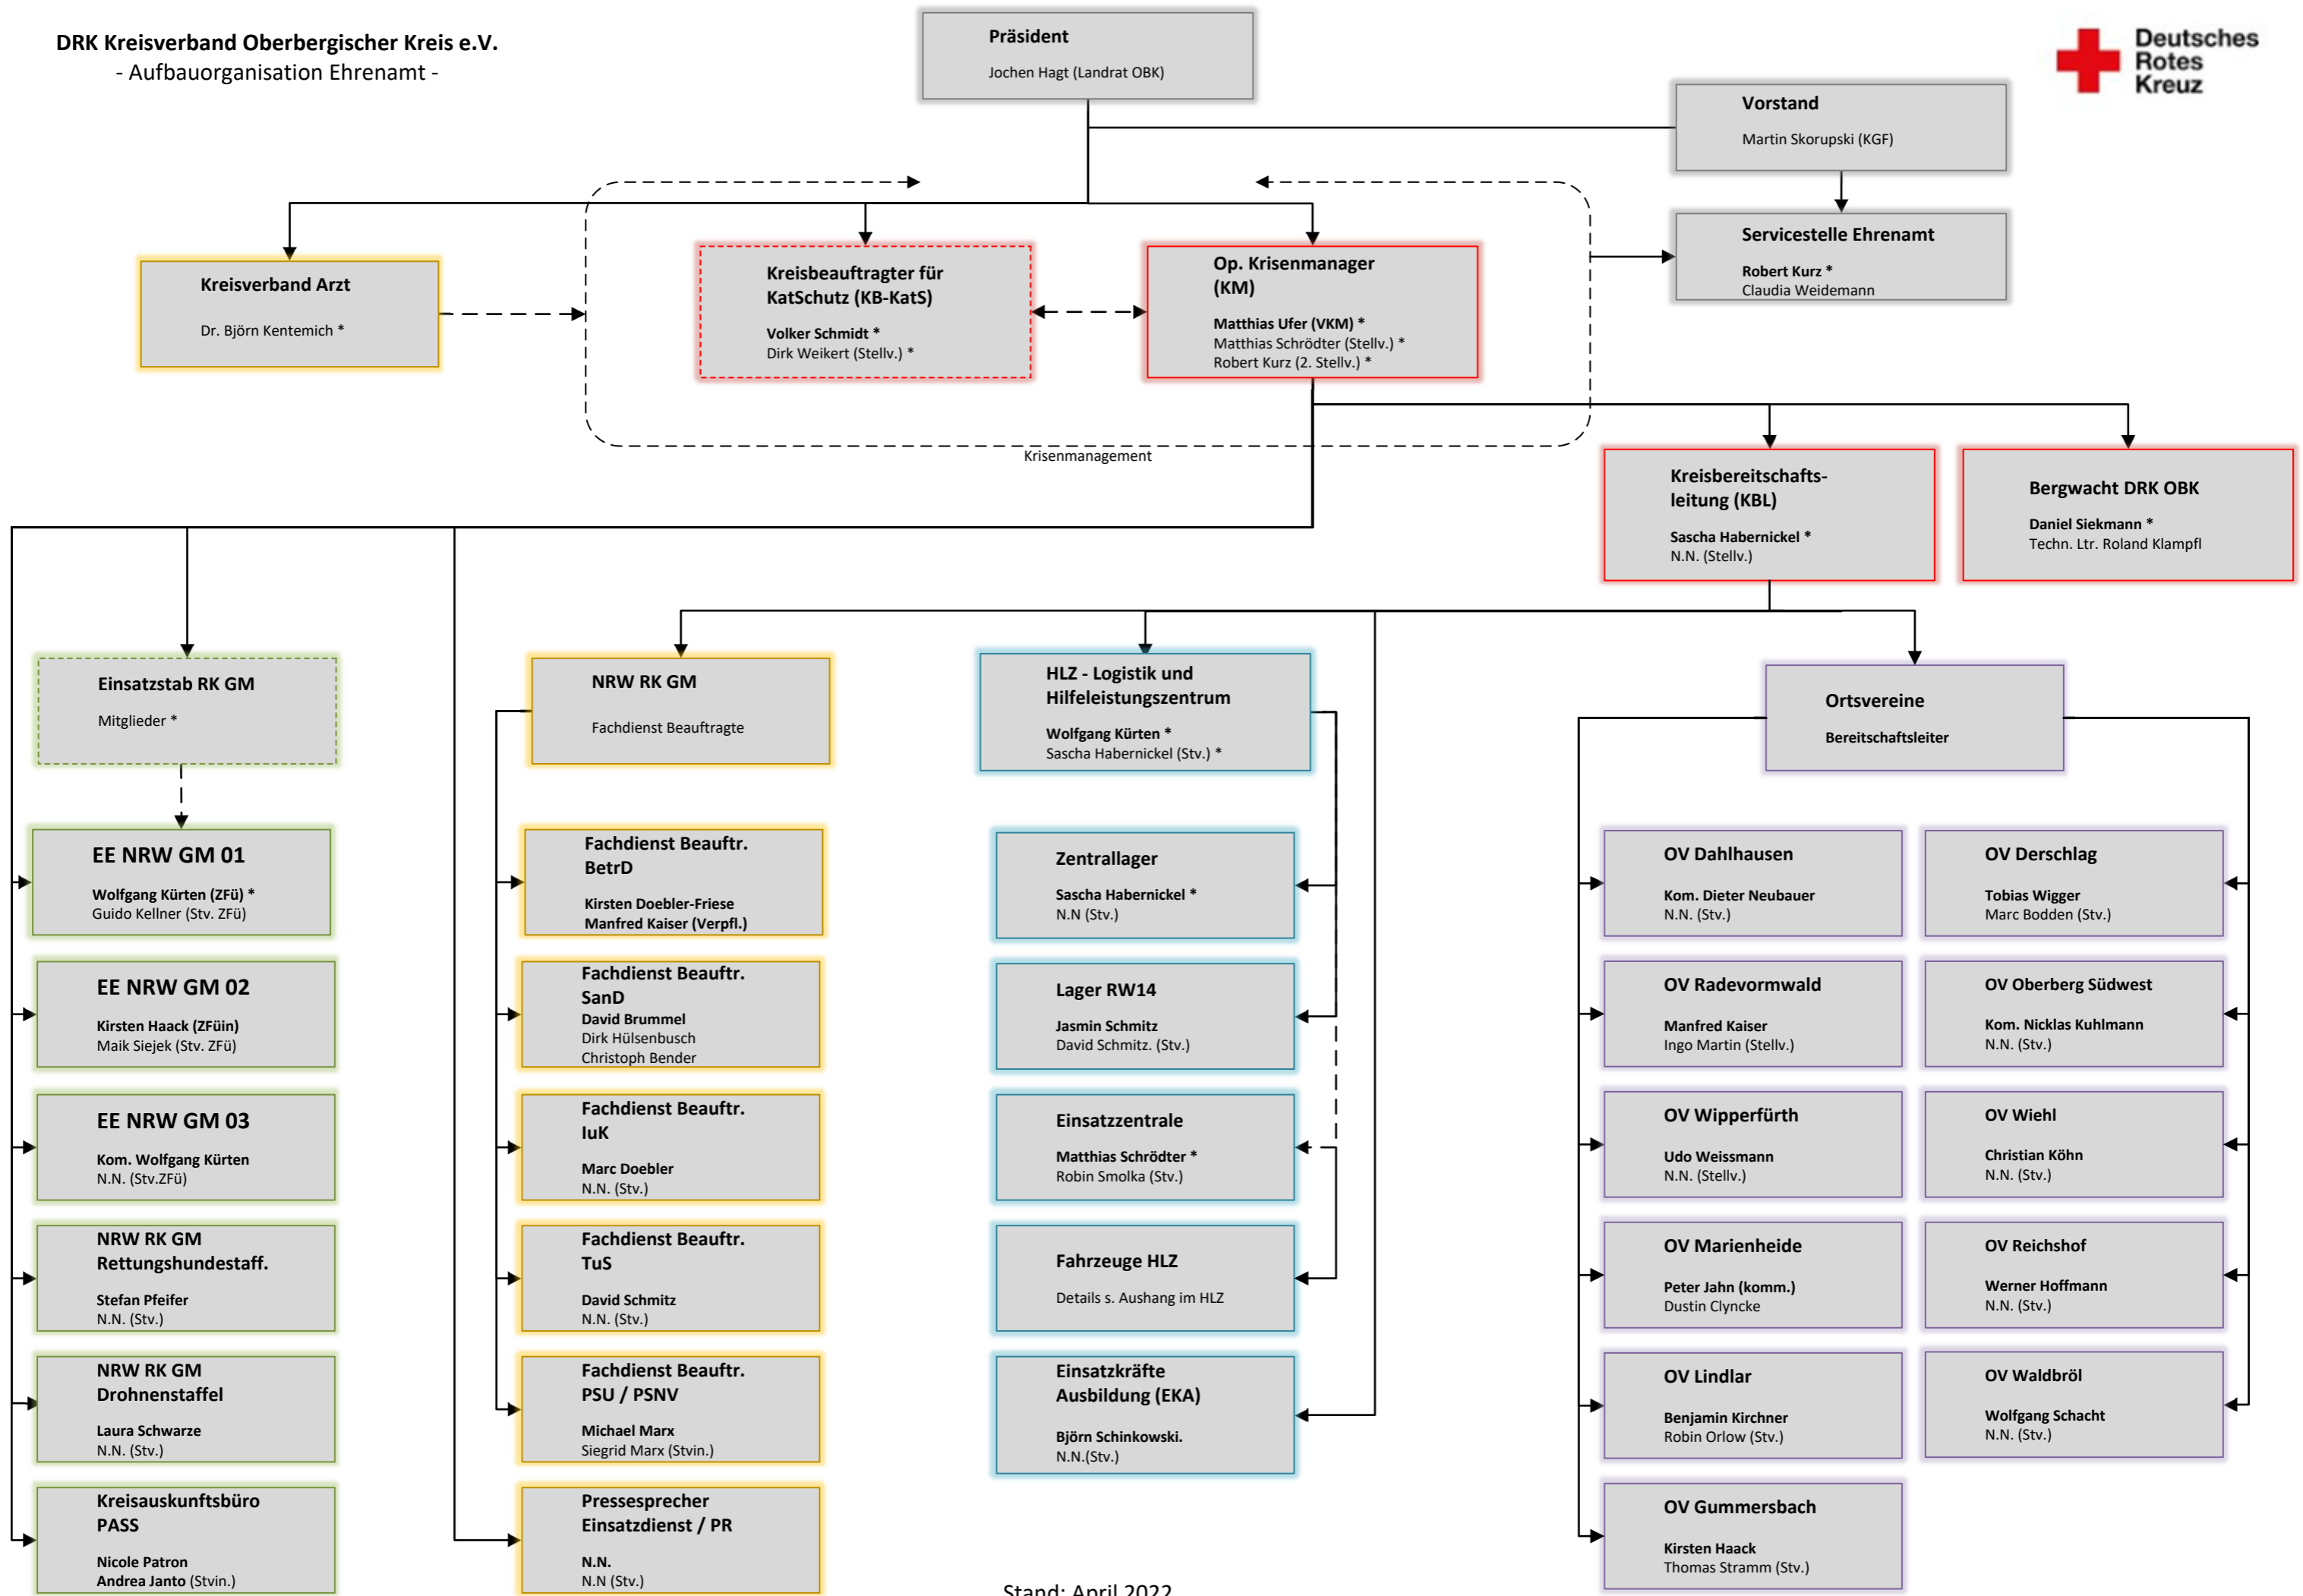 DRK Kreisverband Oberbergischer Kreis e.V.
- Aufbauorganisation Ehrenamt -
Präsident
Jochen Hagt (Landrat OBK)
Deutsches
Rotes
Kreuz
Vorstand
Martin Skorupski (KGF)
Servicestelle Ehrenamt
Robert Kurz *
Claudia Weidemann
Kreisverband Arzt
Dr. Björn Kentemich *
Kreisbeauftragter für
KatSchutz (KB-KatS)
Volker Schmidt *
Dirk Weikert (Stellv.) *
Op. Krisenmanager
(KM)
Matthias Ufer (VKM) *
Matthias Schrödter (Stellv.) *
Robert Kurz (2. Stellv.) *
Krisenmanagement
Kreisbereitschafts-
leitung (KBL)
Sascha Habernickel *
N.N. (Stellv.)
Bergwacht DRK OBK
Daniel Siekmann *
Techn. Ltr. Roland Klampfl
Einsatzstab RK GM
Mitglieder *
NRW RK GM
Fachdienst Beauftragte
HLZ - Logistik und
Hilfeleistungszentrum
Wolfgang Kürten *
Sascha Habernickel (Stv.) *
Ortsvereine
Bereitschaftsleiter
EE NRW GM 01
Wolfgang Kürten (ZFü) *
Guido Kellner (Stv. ZFü)
EE NRW GM 02
Kirsten Haack (ZFüin)
Maik Siejek (Stv. ZFü)
EE NRW GM 03
Kom. Wolfgang Kürten
N.N. (Stv.ZFü)
NRW RK GM
Rettungshundestaff.
Stefan Pfeifer
N.N. (Stv.)
NRW RK GM
Drohnenstaffel
Laura Schwarze
N.N. (Stv.)
Kreisauskunftsbüro
PASS
Nicole Patron
Andrea Janto (Stvin.)
Fachdienst Beauftr.
BetrD
Kirsten Doebler-Friese
Manfred Kaiser (Verpfl.)
Fachdienst Beauftr.
SanD
David Brummel
Dirk Hülsenbusch
Christoph Bender
Fachdienst Beauftr.
IuK
Marc Doebler
N.N. (Stv.)
Fachdienst Beauftr.
TuS
David Schmitz
N.N. (Stv.)
Fachdienst Beauftr.
PSU / PSNV
Michael Marx
Siegrid Marx (Stvin.)
Pressesprecher
Einsatzdienst / PR
N.N.
N.N (Stv.)
Zentrallager
Sascha Habernickel *
N.N (Stv.)
Lager RW14
Jasmin Schmitz
David Schmitz. (Stv.)
Einsatzzentrale
Matthias Schrödter *
Robin Smolka (Stv.)
Fahrzeuge HLZ
Details s. Aushang im HLZ
Einsatzkräfte
Ausbildung (EKA)
Björn Schinkowski.
N.N.(Stv.)
OV Dahlhausen
Kom. Dieter Neubauer
N.N. (Stv.)
OV Radevormwald
Manfred Kaiser
Ingo Martin (Stellv.)
OV Wipperfürth
Udo Weissmann
N.N. (Stellv.)
OV Marienheide
Peter Jahn (komm.)
Dustin Clyncke
OV Lindlar
Benjamin Kirchner
Robin Orlow (Stv.)
OV Gummersbach
Kirsten Haack
Thomas Stramm (Stv.)
OV Derschlag
Tobias Wigger
Marc Bodden (Stv.)
OV Oberberg Südwest
Kom. Nicklas Kuhlmann
N.N. (Stv.)
OV Wiehl
Christian Köhn
N.N. (Stv.)
OV Reichshof
Werner Hoffmann
N.N. (Stv.)
OV Waldbröl
Wolfgang Schacht
N.N. (Stv.)
Stand: April 2022